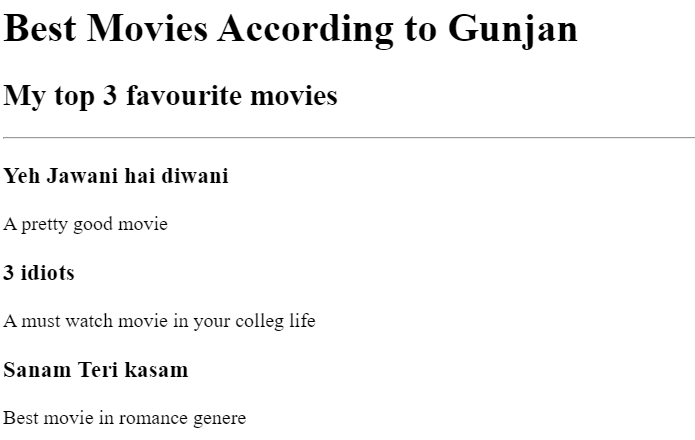 Best Movies According to Gunjan
My top 3 favourite movies
Yeh Jawani hai diwani
A pretty good movie
3 idiots
A must watch movie in your colleg life
Sanam Teri kasam
Best movie in romance genere